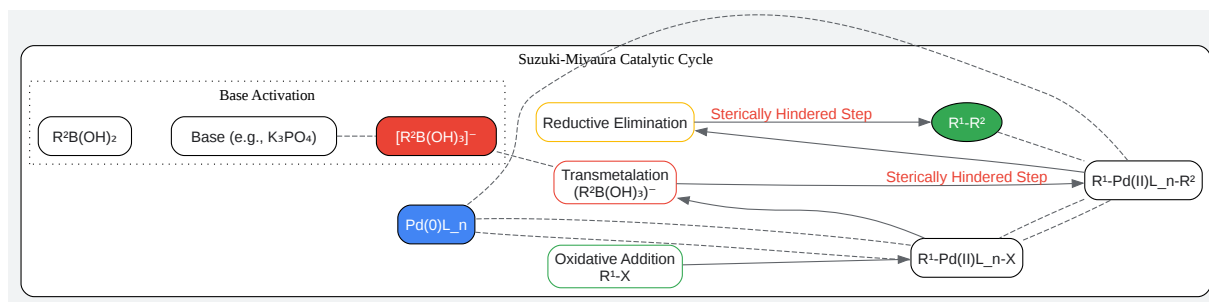 Suzuki-Miyaura Catalytic Cycle
Base Activation
R²B(OH)₂
Base (e.g., K₃PO₄)
[R²B(OH)₃]⁻
Reductive Elimination
Sterically Hindered Step
R¹-R²
Transmetalation
(R²B(OH)₃)⁻
Sterically Hindered Step
R¹-Pd(II)L_n-R²
Pd(0)L_n
Oxidative Addition
R¹-X
R¹-Pd(II)L_n-X